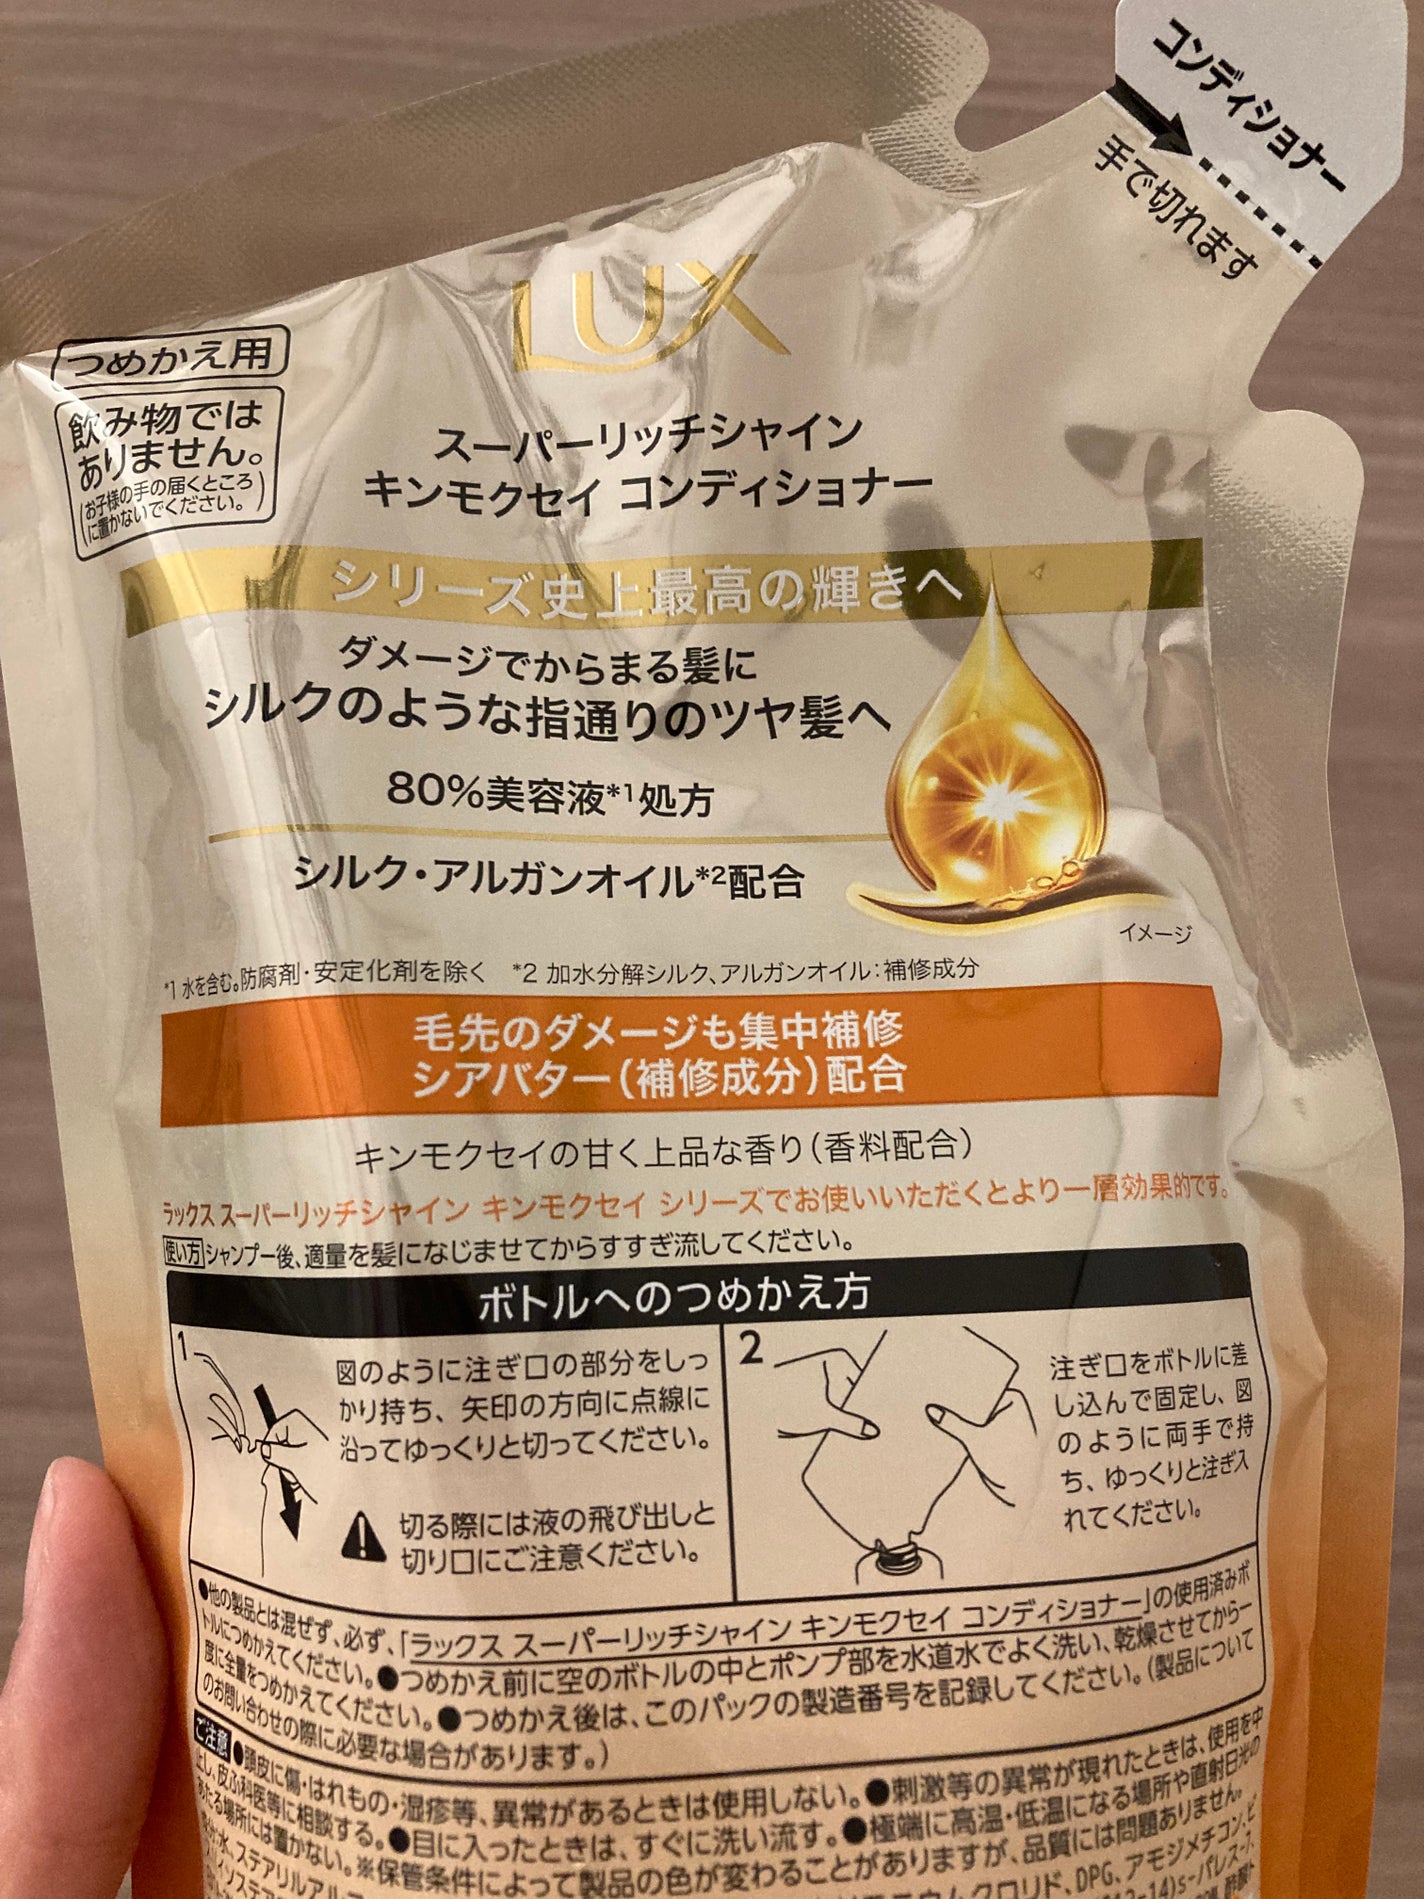 コンディショナー
手で切れます
LUX
つめかえ用
飲み物では
ありません。
(お子様の手の届くところ
に置かないでください。)
スーパーリッチシャイン
キンモクセイ コンディショナー
シリーズ史上最高の輝きへ
ダメージでからまる髪に
シルクのような指通りのツヤ髪へ
80%美容液*1処方
シルク・アルガンオイル*2配合
イメージ
*1 水を含む。防腐剤・安定化剤を除く *2 加水分解シルク、アルガンオイル:補修成分
毛先のダメージも集中補修
シアバター(補修成分)配合
キンモクセイの甘く上品な香り(香料配合)
ラックス スーパーリッチシャイン キンモクセイ シリーズでお使いいただくとより一層効果的です。
使い方 シャンプー後、適量を髪になじませてからすすぎ流してください。
ボトルへのつめかえ方
1
図のように注ぎ口の部分をしっ
かり持ち、矢印の方向に点線に
沿ってゆっくりと切ってください。
切る際には液の飛び出しと
切り口にご注意ください。
2
注ぎ口をボトルに差
し込んで固定し、図
のように両手で持
ち、ゆっくりと注ぎ入
れてください。
●他の製品とは混ぜず、必ず、「ラックス スーパーリッチシャイン キンモクセイ コンディショナー」の使用済みボ
トルにつめかえてください。●つめかえ前に空のボトルの中とポンプ部を水道水でよく洗い、乾燥させてから一
度に全量をつめかえてください。●つめかえ後は、このパックの製造番号を記録してください。(製品について
のお問い合わせの際に必要な場合があります。)
ご注意 ●頭皮に傷・はれもの・湿疹等、異常があるときは使用しない。●刺激等の異常が現れたときは、使用を中
止し、皮ふ科医等に相談する。●目に入ったときは、すぐに洗い流す。●極端に高温・低温になる場所や直射日光の
あたる場所には置かない。※保管条件によって製品の色が変わることがありますが、品質には問題ありません。
水、ステアリルアル クロリド、DPG、アモジメチコン、ビ